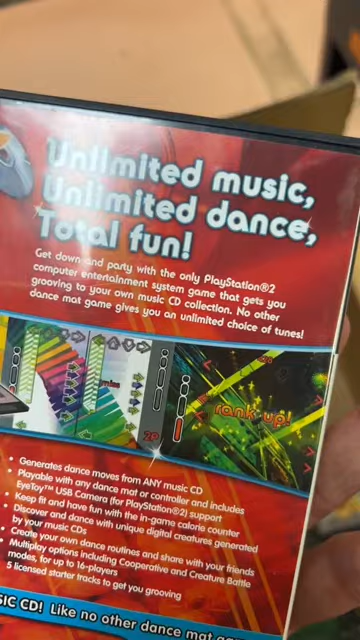 Unlimited music,
Unlimited dance,
Total fun!
Get down and party with the only PlayStation®2
computer entertainment system game that gets you
grooving to your own music CD collection. No other
dance mat game gives you an unlimited choice of tunes!
2P
rank up!
• Generates dance moves from ANY music CD
• Playable with any dance mat or controller and includes
EyeToy™ USB Camera (for PlayStation®2) support
• Keep fit and have fun with the in-game calorie counter
• Discover and dance with unique digital creatures generated
by your music CDs
• Create your own dance routines and share with your friends
• Multiplay options including Cooperative and Creature Battle
modes, for up to 16-players
• 5 licensed starter tracks to get you grooving
SIC CD! Like no other dance mat